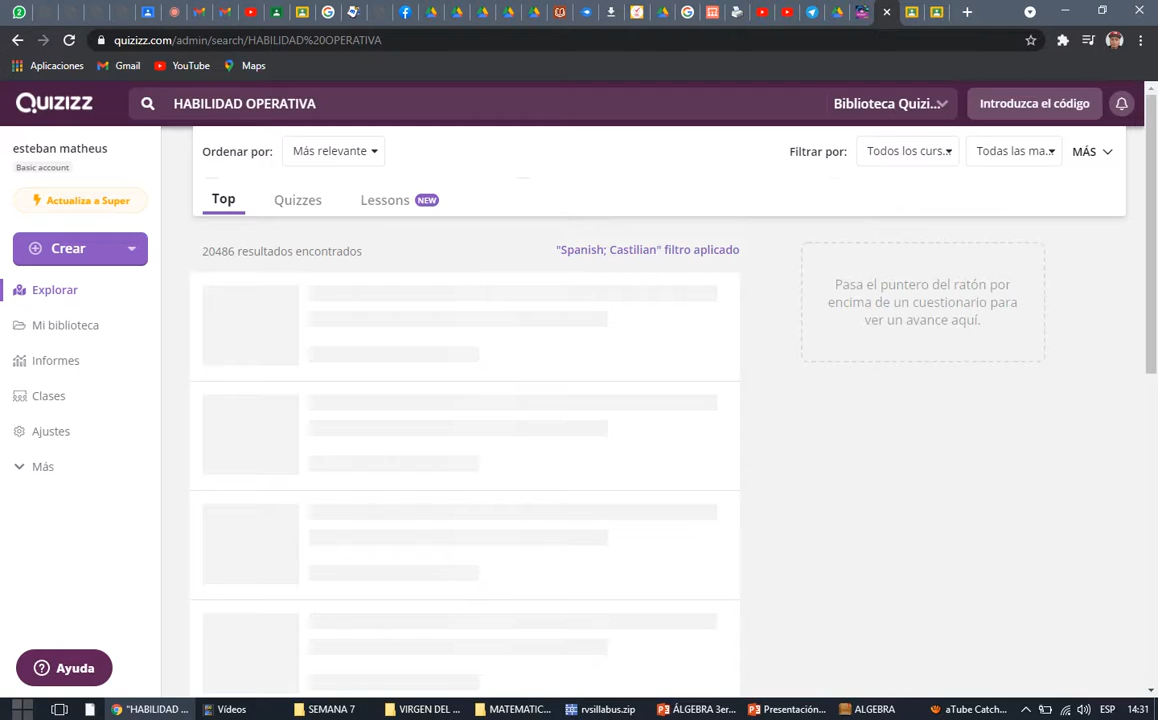 quizizz.com/admin/search/HABILIDAD%20OPERATIVA
Aplicaciones Gmail YouTube Maps
QUIZIZZ HABILIDAD OPERATIVA Biblioteca Quizi... Introduzca el código
esteban matheus
Basic account
Actualiza a Super
Crear
Explorar
Mi biblioteca
Informes
Clases
Ajustes
Más
Ayuda
Ordenar por: Más relevante Filtrar por: Todos los curs.. Todas las ma.. MÁS
Top Quizzes Lessons NEW
20486 resultados encontrados "Spanish; Castilian" filtro aplicado
Pasa el puntero del ratón por
encima de un cuestionario para
ver un avance aquí.
"HABILIDAD ... Vídeos SEMANA 7 VIRGEN DEL ... MATEMATIC... rvsillabus.zip ÁLGEBRA 3er... Presentación... ALGEBRA aTube Catch... ESP 14:31